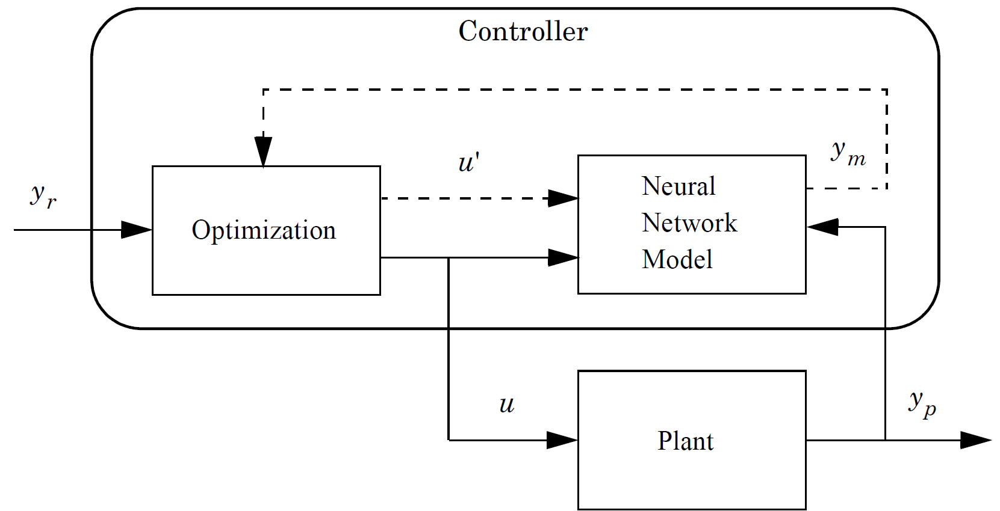 Controller
u'
y_m
y_r
Neural
Network
Model
Optimization
u
y_p
Plant